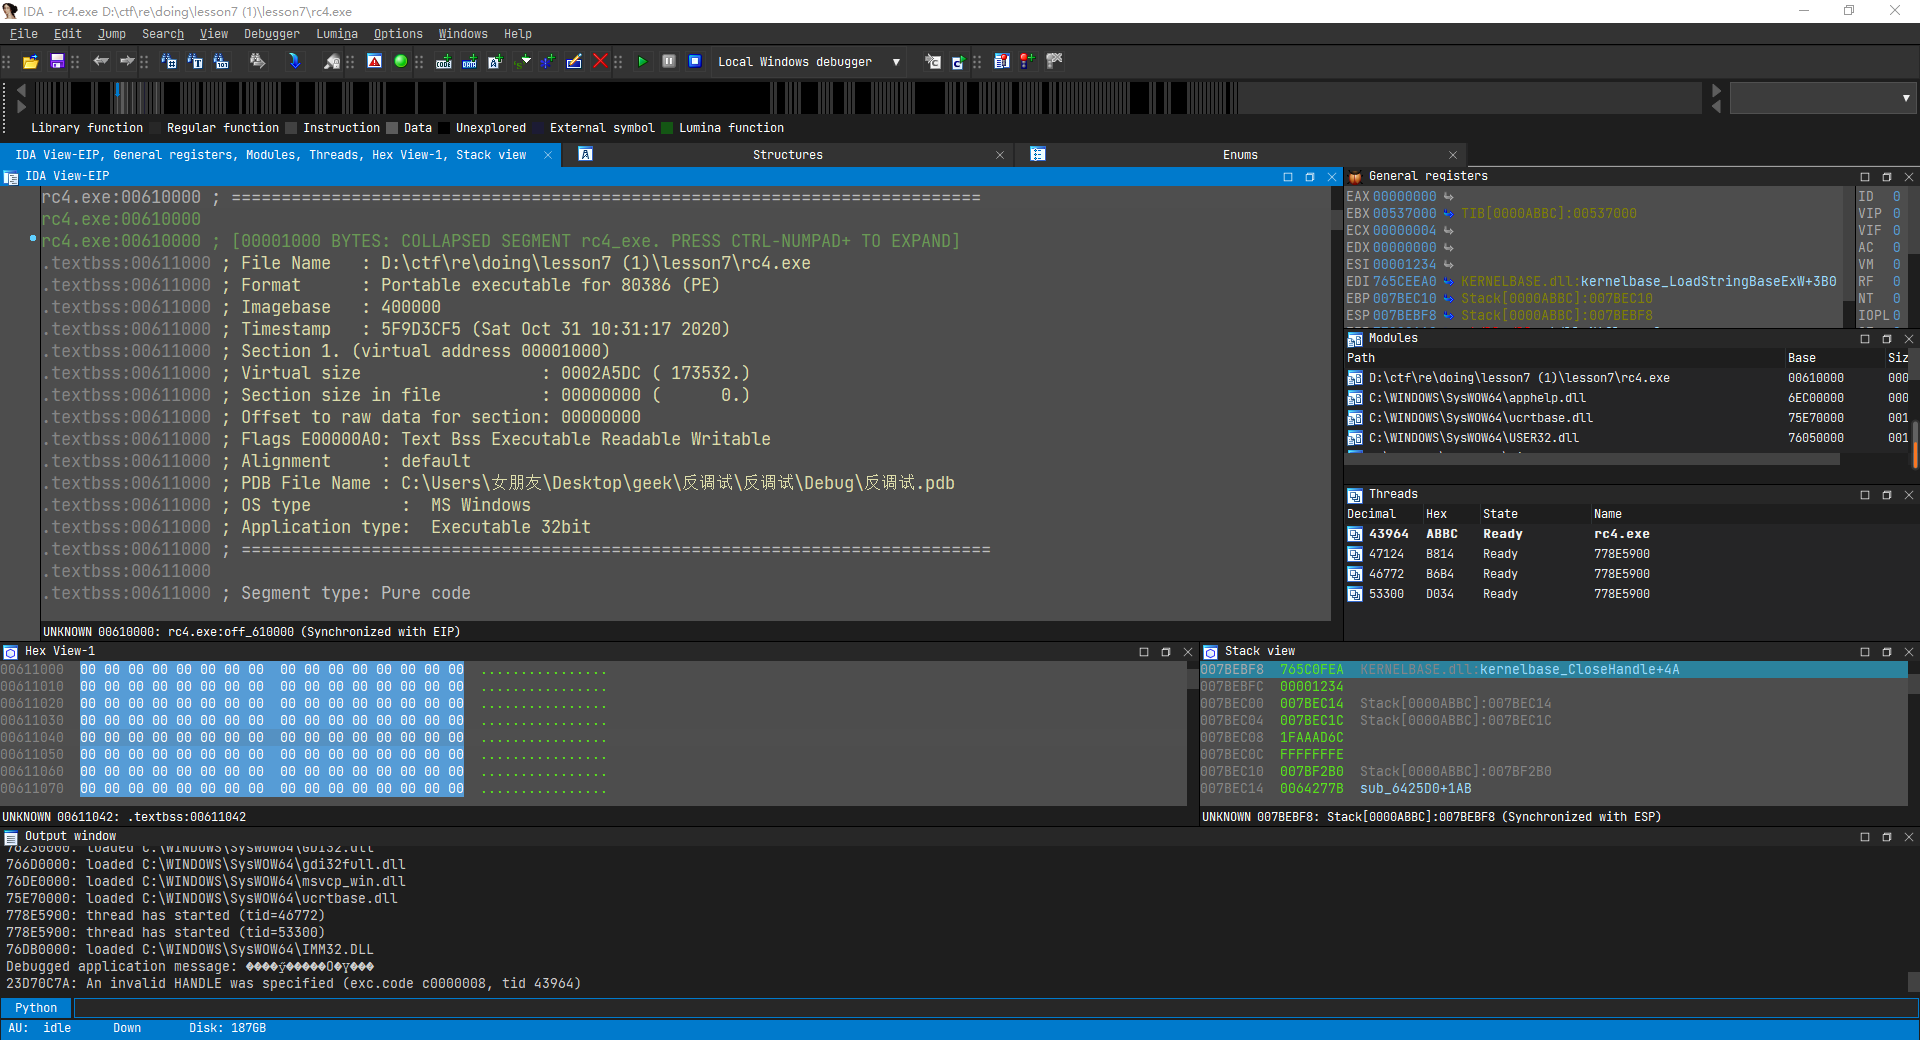 IDA - rc4.exe D:\ctf\re\doing\lesson7 (1)\lesson7\rc4.exe
File Edit Jump Search View Debugger Lumina Options Windows Help
Local Windows debugger
Library function Regular function Instruction Data Unexplored External symbol Lumina function
IDA View-EIP, General registers, Modules, Threads, Hex View-1, Stack view
Structures
Enums
IDA View-EIP
rc4.exe:00610000 ; ===========================================================================
rc4.exe:00610000
rc4.exe:00610000 ; [00001000 BYTES: COLLAPSED SEGMENT rc4_exe. PRESS CTRL-NUMPAD+ TO EXPAND]
.textbss:00611000 ; File Name   : D:\ctf\re\doing\lesson7 (1)\lesson7\rc4.exe
.textbss:00611000 ; Format      : Portable executable for 80386 (PE)
.textbss:00611000 ; Imagebase   : 400000
.textbss:00611000 ; Timestamp   : 5F9D3CF5 (Sat Oct 31 10:31:17 2020)
.textbss:00611000 ; Section 1. (virtual address 00001000)
.textbss:00611000 ; Virtual size                  : 0002A5DC ( 173532.)
.textbss:00611000 ; Section size in file          : 00000000 (      0.)
.textbss:00611000 ; Offset to raw data for section: 00000000
.textbss:00611000 ; Flags E00000A0: Text Bss Executable Readable Writable
.textbss:00611000 ; Alignment     : default
.textbss:00611000 ; PDB File Name : C:\Users\女朋友\Desktop\geek\反调试\反调试\Debug\反调试.pdb
.textbss:00611000 ; OS type         :  MS Windows
.textbss:00611000 ; Application type:  Executable 32bit
.textbss:00611000 ; ===========================================================================
.textbss:00611000
.textbss:00611000 ; Segment type: Pure code
UNKNOWN 00610000: rc4.exe:off_610000 (Synchronized with EIP)
General registers
EAX 00000000
EBX 00537000 TIB[0000ABBC]:00537000
ECX 00000004
EDX 00000000
ESI 00001234
EDI 765CEEA0 KERNELBASE.dll:kernelbase_LoadStringBaseExW+3B0
EBP 007BEC10 Stack[0000ABBC]:007BEC10
ESP 007BEBF8 Stack[0000ABBC]:007BEBF8
ID 0
VIP 0
VIF 0
AC 0
VM 0
RF 0
NT 0
IOPL 0
Modules
Path Base Siz
D:\ctf\re\doing\lesson7 (1)\lesson7\rc4.exe 00610000 000
C:\WINDOWS\SysWOW64\apphelp.dll 6EC00000 000
C:\WINDOWS\SysWOW64\ucrtbase.dll 75E70000 001
C:\WINDOWS\SysWOW64\USER32.dll 76050000 001
Threads
Decimal Hex State Name
43964 ABBC Ready rc4.exe
47124 B814 Ready 778E5900
46772 B6B4 Ready 778E5900
53300 D034 Ready 778E5900
Hex View-1
00611000 00 00 00 00 00 00 00 00  00 00 00 00 00 00 00 00 ................
00611010 00 00 00 00 00 00 00 00  00 00 00 00 00 00 00 00 ................
00611020 00 00 00 00 00 00 00 00  00 00 00 00 00 00 00 00 ................
00611030 00 00 00 00 00 00 00 00  00 00 00 00 00 00 00 00 ................
00611040 00 00 00 00 00 00 00 00  00 00 00 00 00 00 00 00 ................
00611050 00 00 00 00 00 00 00 00  00 00 00 00 00 00 00 00 ................
00611060 00 00 00 00 00 00 00 00  00 00 00 00 00 00 00 00 ................
00611070 00 00 00 00 00 00 00 00  00 00 00 00 00 00 00 00 ................
UNKNOWN 00611042: .textbss:00611042
Stack view
007BEBF8 765C0FEA KERNELBASE.dll:kernelbase_CloseHandle+4A
007BEBFC 00001234
007BEC00 007BEC14 Stack[0000ABBC]:007BEC14
007BEC04 007BEC1C Stack[0000ABBC]:007BEC1C
007BEC08 1FAAAD6C
007BEC0C FFFFFFFE
007BEC10 007BF2B0 Stack[0000ABBC]:007BF2B0
007BEC14 0064277B sub_6425D0+1AB
UNKNOWN 007BEBF8: Stack[0000ABBC]:007BEBF8 (Synchronized with ESP)
Output window
76230000: loaded C:\WINDOWS\SysWOW64\GDI32.dll
766D0000: loaded C:\WINDOWS\SysWOW64\gdi32full.dll
76DE0000: loaded C:\WINDOWS\SysWOW64\msvcp_win.dll
75E70000: loaded C:\WINDOWS\SysWOW64\ucrtbase.dll
778E5900: thread has started (tid=46772)
778E5900: thread has started (tid=53300)
76DB0000: loaded C:\WINDOWS\SysWOW64\IMM32.DLL
Debugged application message:
23D70C7A: An invalid HANDLE was specified (exc.code c0000008, tid 43964)
Python
AU: idle Down Disk: 187GB